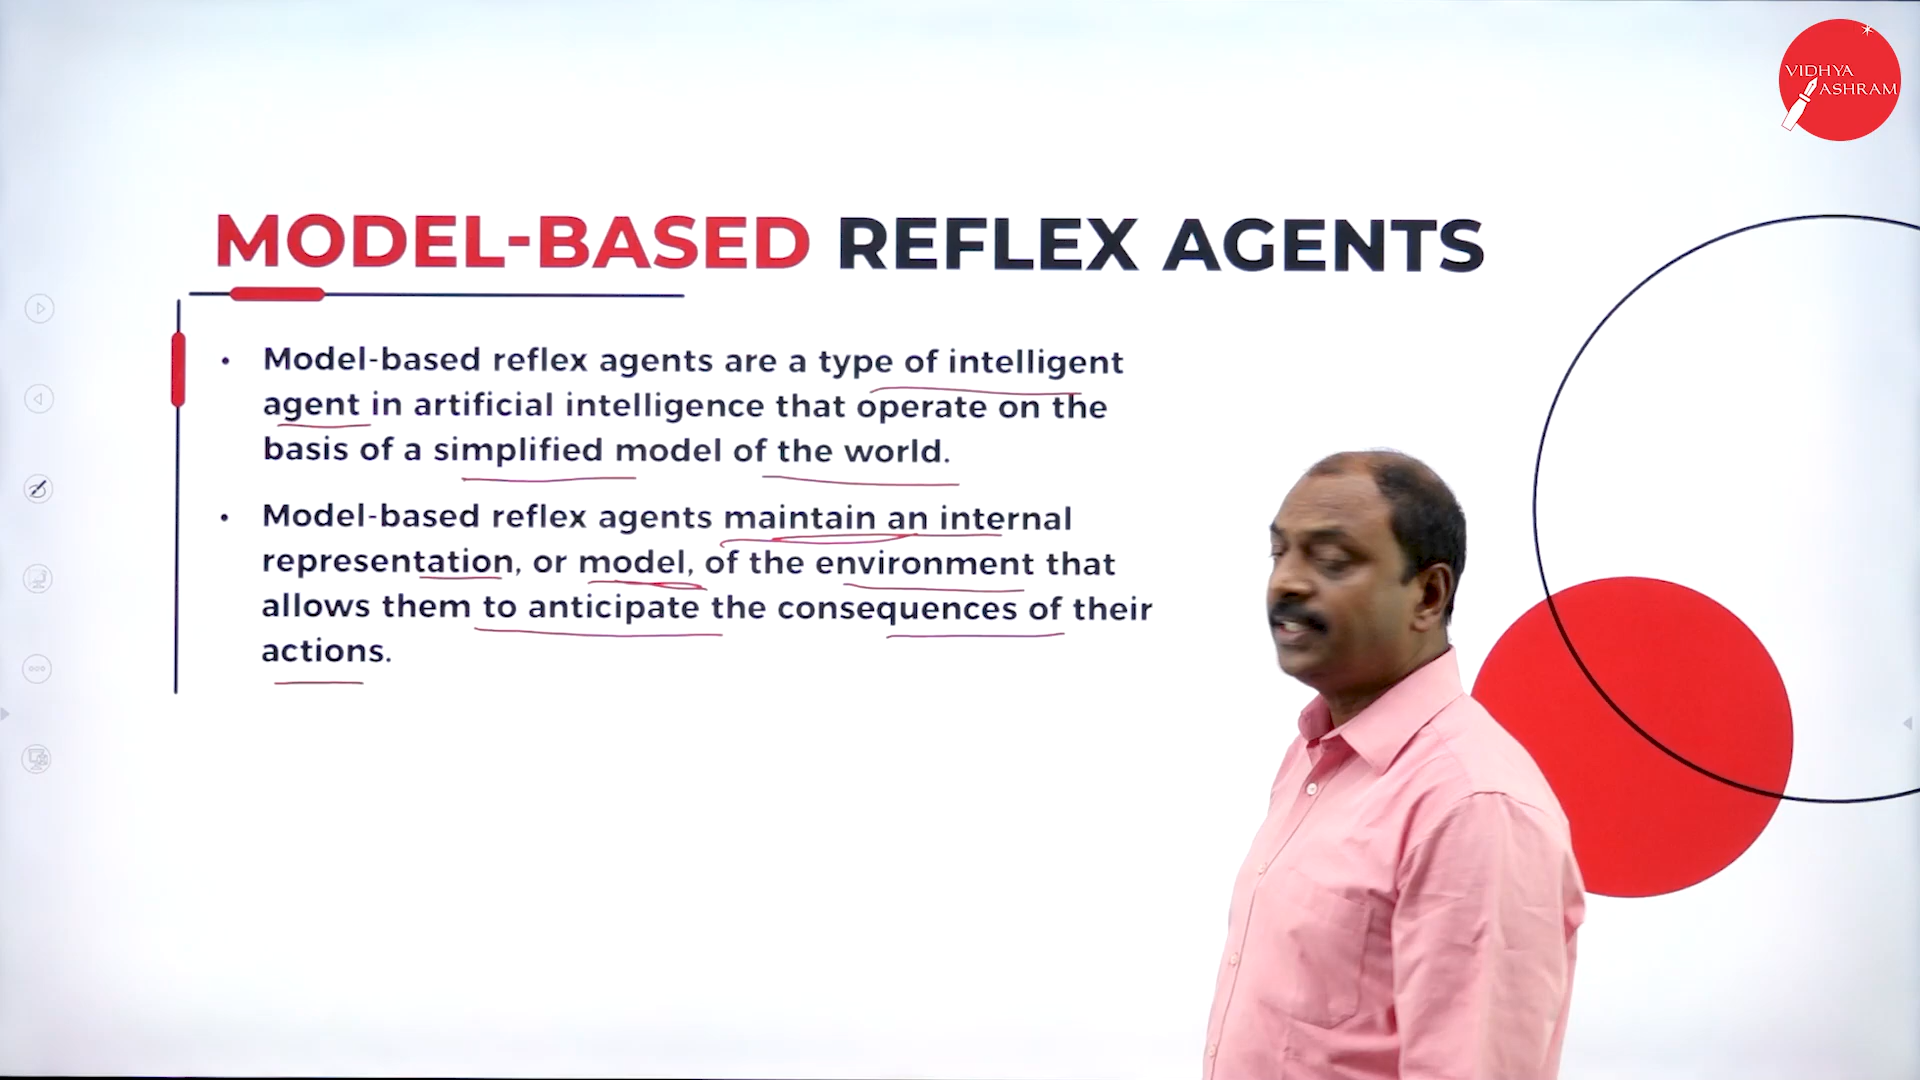 VIDHYA
ASHRAM
MODEL-BASED REFLEX AGENTS
• Model-based reflex agents are a type of intelligent
agent in artificial intelligence that operate on the
basis of a simplified model of the world.
• Model-based reflex agents maintain an internal
representation, or model, of the environment that
allows them to anticipate the consequences of their
actions.